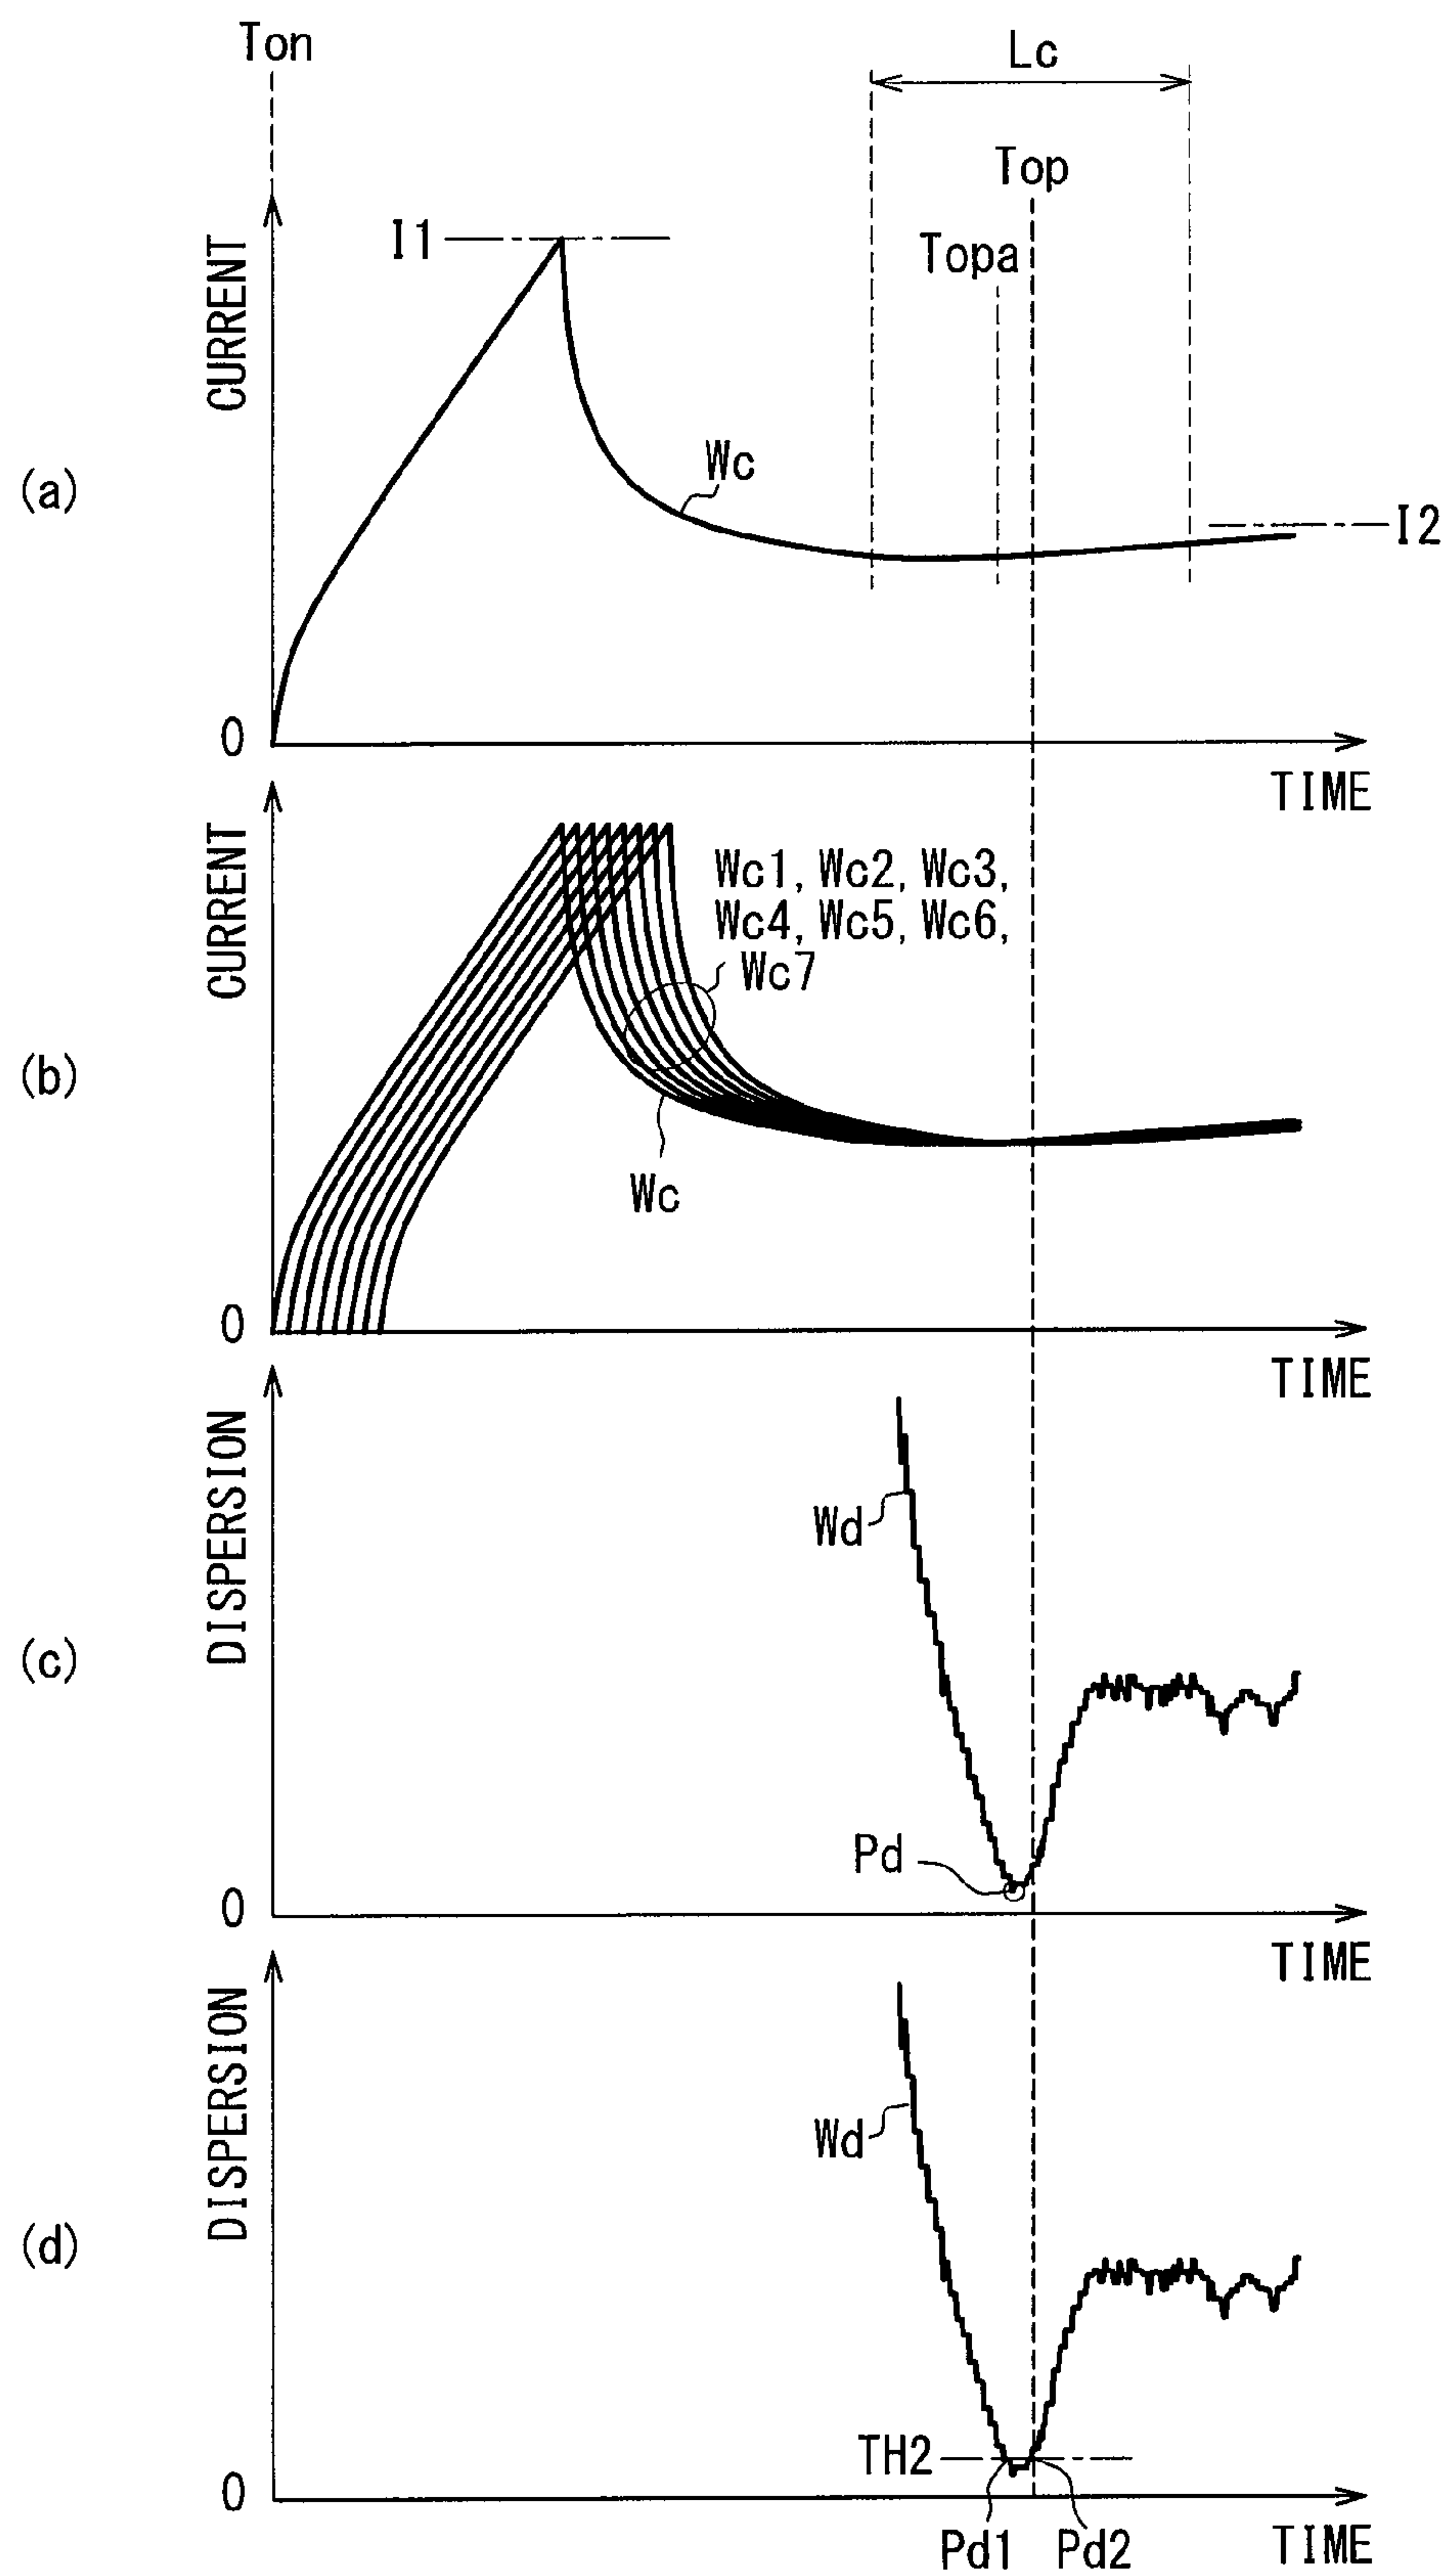 Ton
Lc
Top
I1
Topa
CURRENT
Wc
(a)
I2
0
TIME
CURRENT
Wc1, Wc2, Wc3,
Wc4, Wc5, Wc6,
Wc7
(b)
Wc
0
TIME
DISPERSION
Wd
(c)
Pd
0
TIME
DISPERSION
Wd
(d)
TH2
0
Pd1 Pd2
TIME